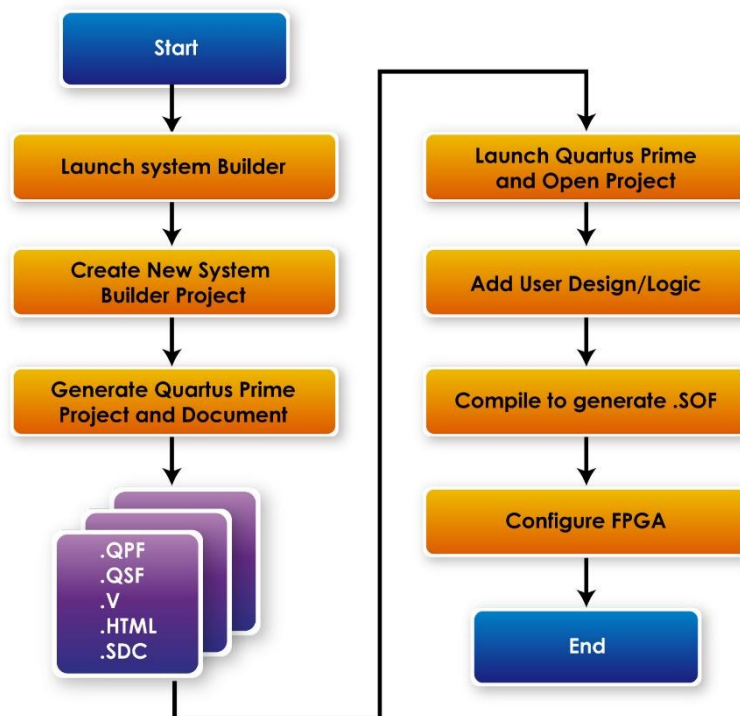 Start
Launch system Builder
Create New System
Builder Project
Generate Quartus Prime
Project and Document
.QPF
.QSF
.V
.HTML
.SDC
Launch Quartus Prime
and Open Project
Add User Design/Logic
Compile to generate .SOF
Configure FPGA
End